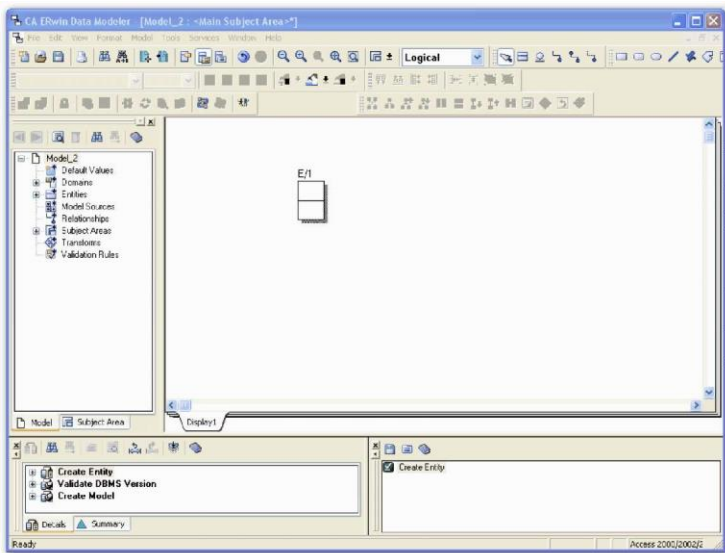 CA ERwin Data Modeler - [Model_2 : <Main Subject Area>*]
File Edit View Format Model Tools Services Window Help
Logical
Model_2
Default Values
Domains
Entities
Model Sources
Relationships
Subject Areas
Transforms
Validation Rules
E/1
Model Subject Area
Display1
Create Entity
Validate DBMS Version
Create Model
Details Summary
Create Entity
Ready
Access 2000/2002/2